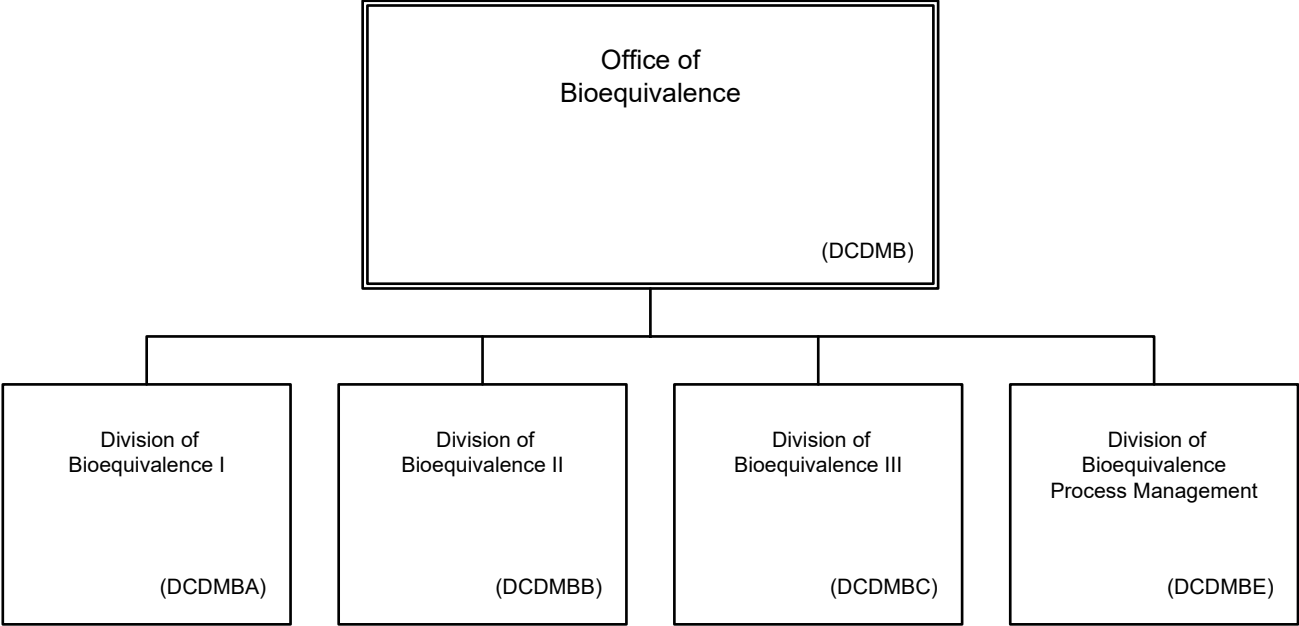 Office of
Bioequivalence
(DCDMB)
Division of
Bioequivalence I
(DCDMBA)
Division of
Bioequivalence II
(DCDMBB)
Division of
Bioequivalence III
(DCDMBC)
Division of
Bioequivalence
Process Management
(DCDMBE)